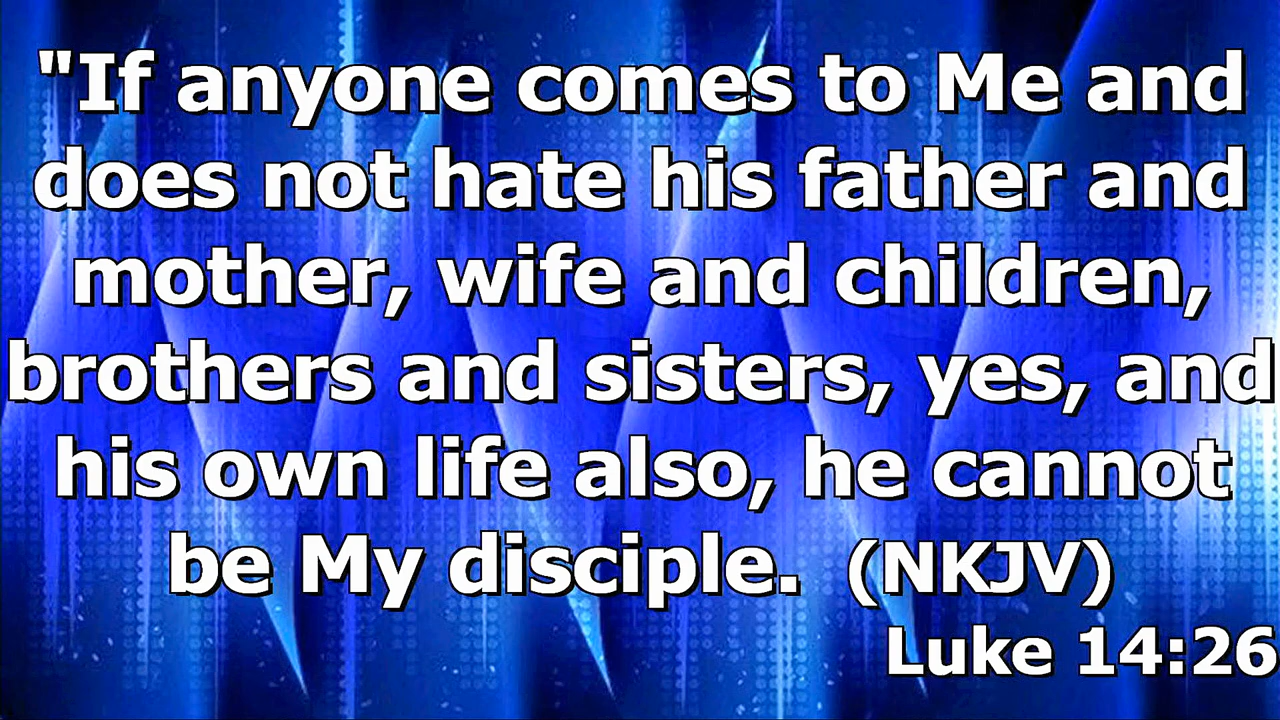 "If anyone comes to Me and
does not hate his father and
mother, wife and children,
brothers and sisters, yes, and
his own life also, he cannot
be My disciple. (NKJV)
Luke 14:26